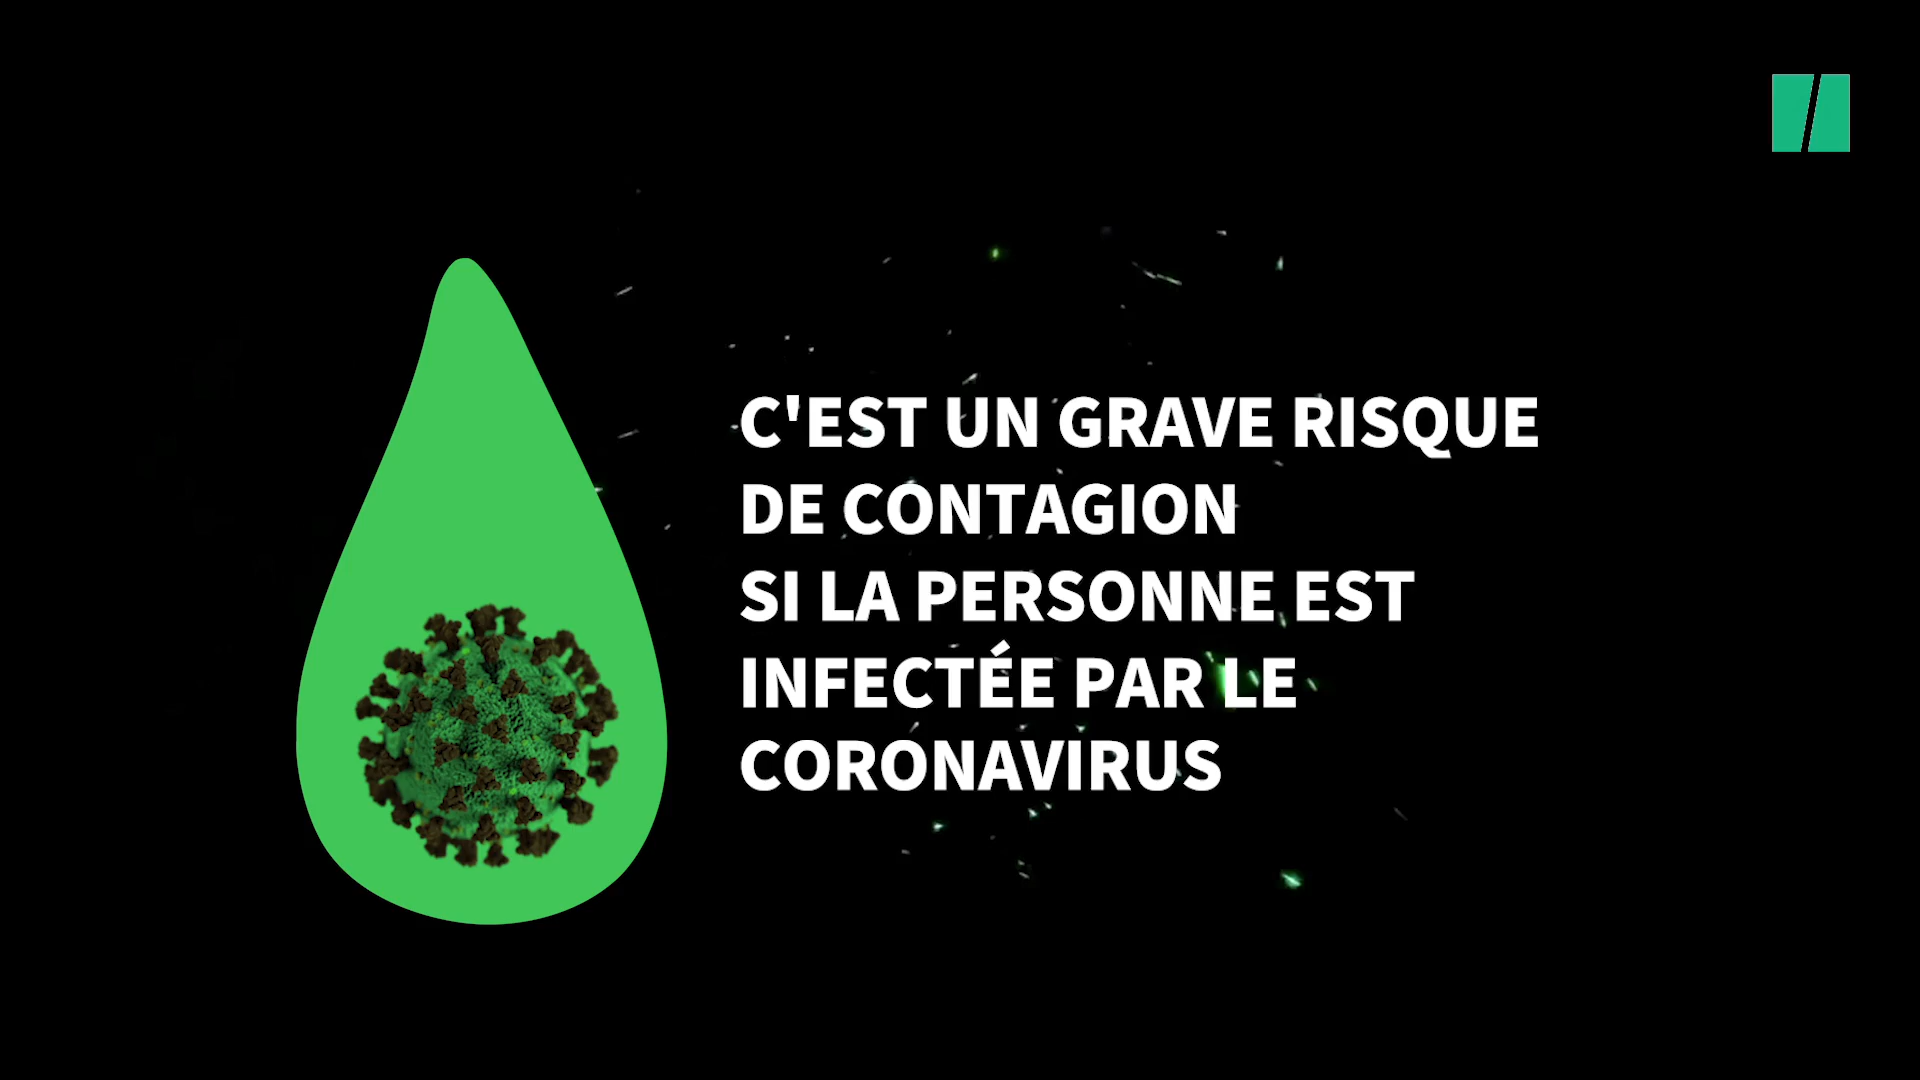 C'EST UN GRAVE RISQUE
DE CONTAGION
SI LA PERSONNE EST
INFECTÉE PAR LE
CORONAVIRUS